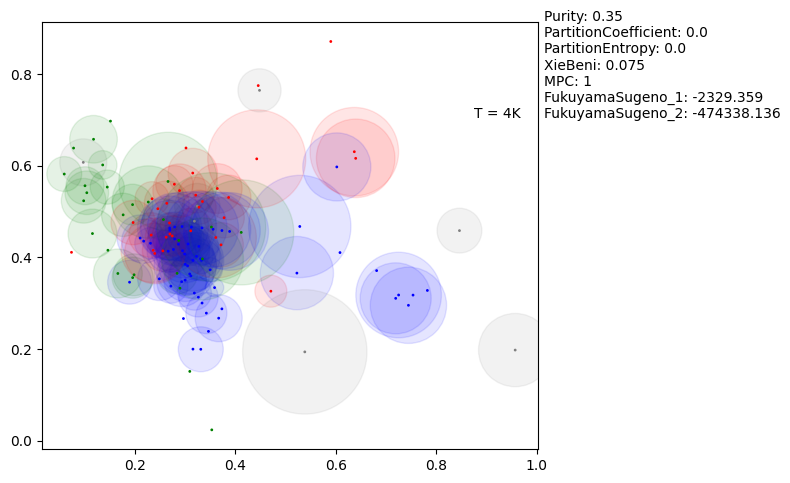 Purity: 0.35
PartitionCoefficient: 0.0
PartitionEntropy: 0.0
XieBeni: 0.075
MPC: 1
FukuyamaSugeno_1: -2329.359
FukuyamaSugeno_2: -474338.136
T = 4K
0.8
0.6
0.4
0.2
0.0
0.2 0.4 0.6 0.8 1.0